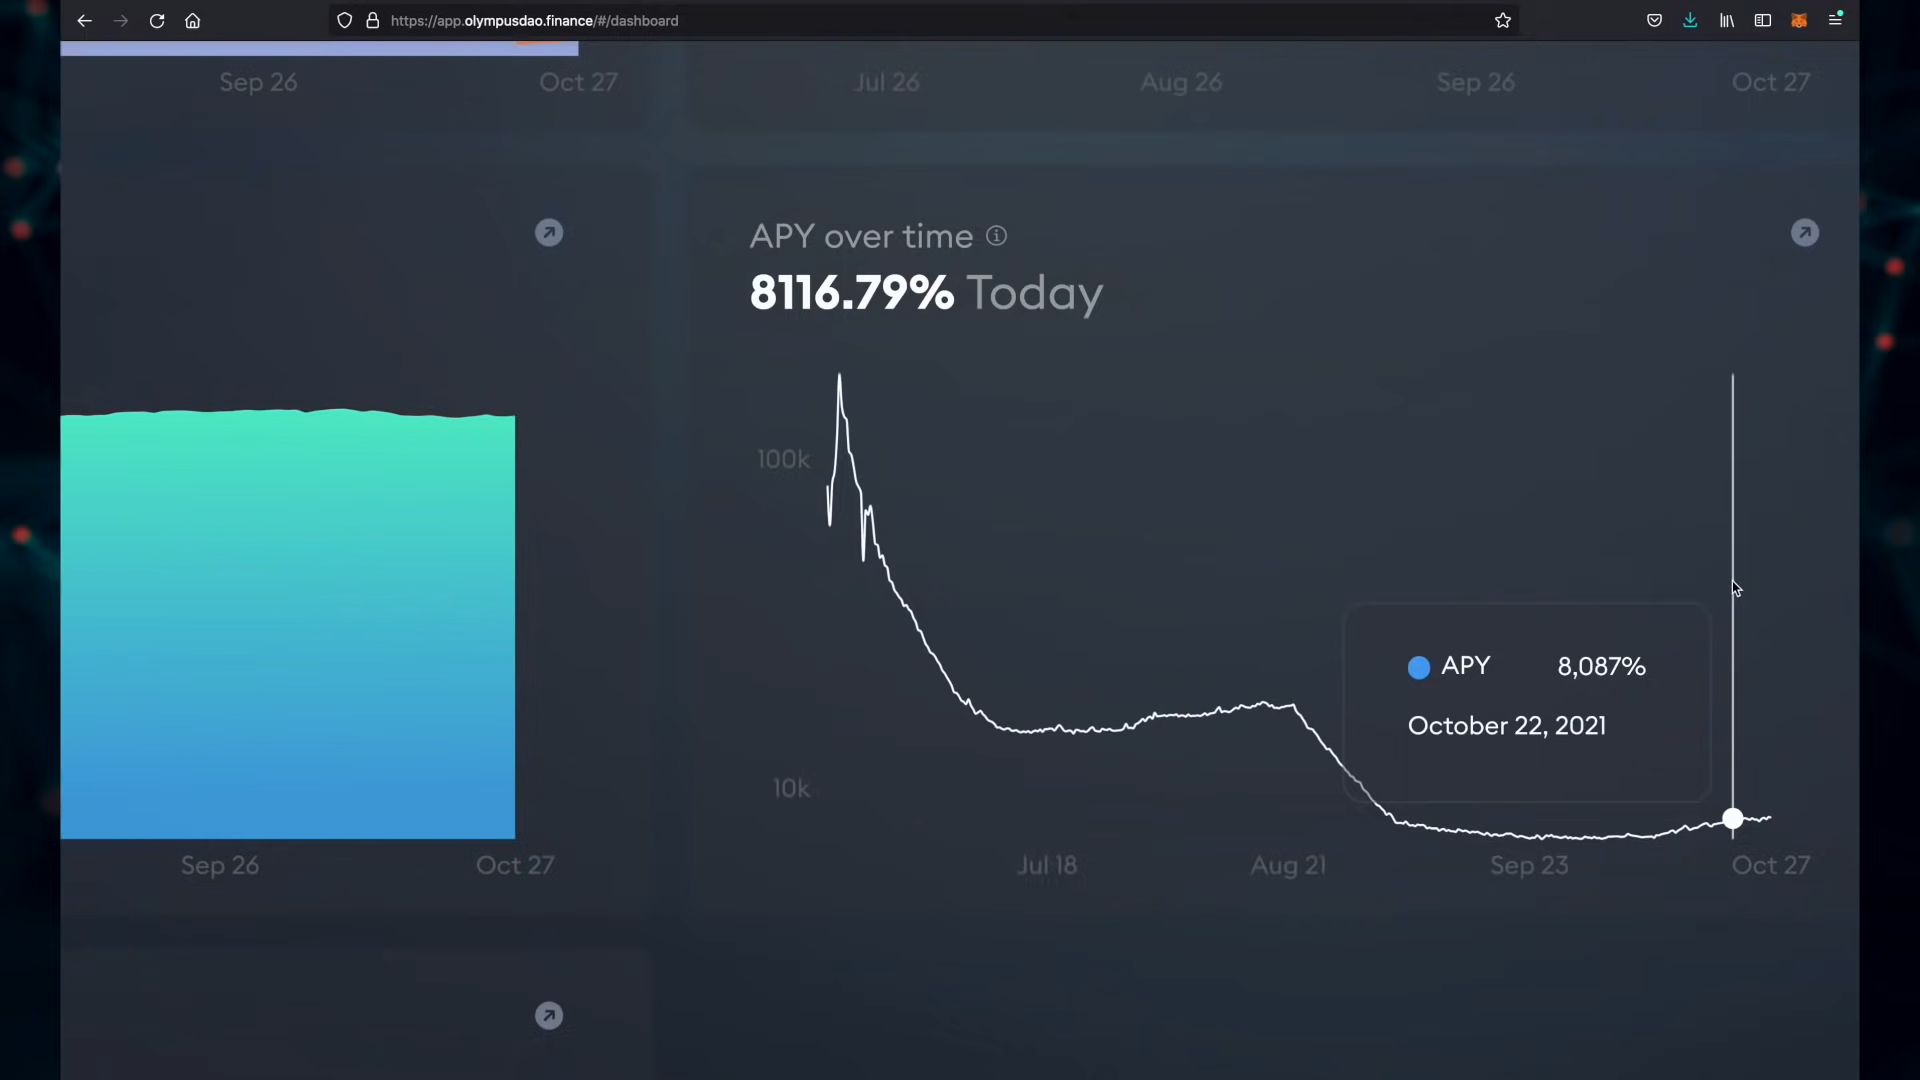 https://app.olympusdao.finance/#/dashboard
Sep 26 Oct 27
Jul 26 Aug 26 Sep 26 Oct 27
APY over time
8116.79% Today
100k
10k
APY 8,087%
October 22, 2021
Sep 26 Oct 27
Jul 18 Aug 21 Sep 23 Oct 27